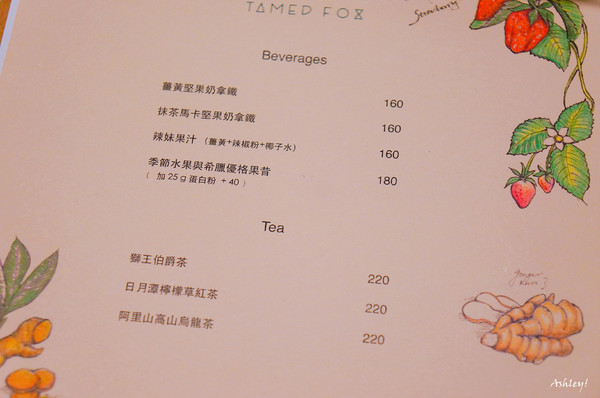 TAMED FOX
Strawberry
Beverages
薑黃堅果奶拿鐵 160
抹茶馬卡堅果奶拿鐵 160
辣妹果汁 (薑黃+辣椒粉+椰子水) 160
季節水果與希臘優格果昔 180
( 加 25 g 蛋白粉 +40 )
Tea
獅王伯爵茶 220
日月潭檸檬草紅茶 220
阿里山高山烏龍茶 220
Ginger
Ashley!